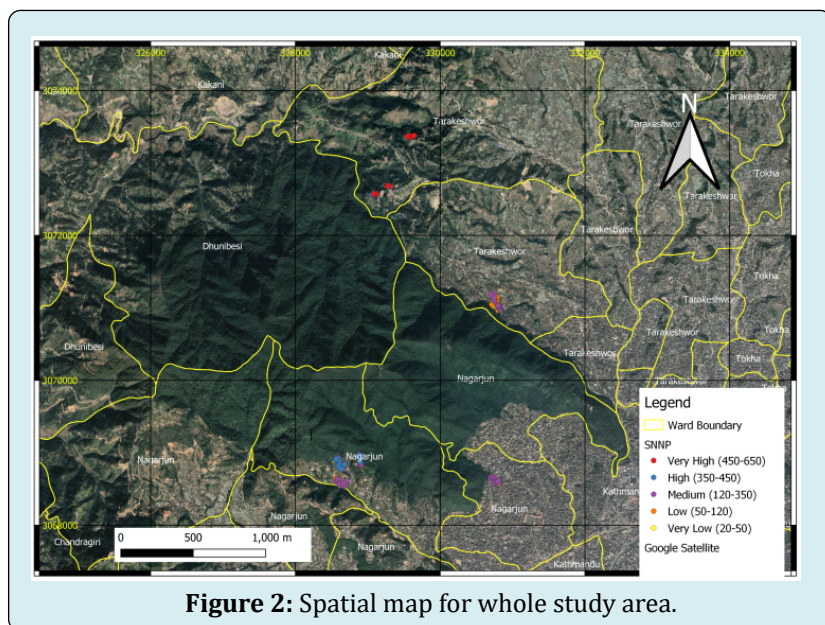 326000 328000 330000 332000 334000
Kakani
Kakani
3074000
Tarakeshwor
Tarakeshwor
N
Tarakeshwor
Tokha
Tarakeshwor
3072000
Dhunibesi
Tarakeshwor
Tarakeshwor
Tokha
Tarakeshwor
Tokha
Dhunibesi
Tarakeshwor
Tokha
3070000
Nagarjun
Tarakeshwor
Legend
Ward Boundary
SNNP
Nagarjun
Nagarjun
Very High (450-650)
High (350-450)
Kathmandu
Medium (120-350)
Nagarjun
Low (50-120)
3068000
Nagarjun
Very Low (20-50)
Chandragiri
0 500 1,000 m
Nagarjun
Google Satellite
Kathmandu
Figure 2: Spatial map for whole study area.